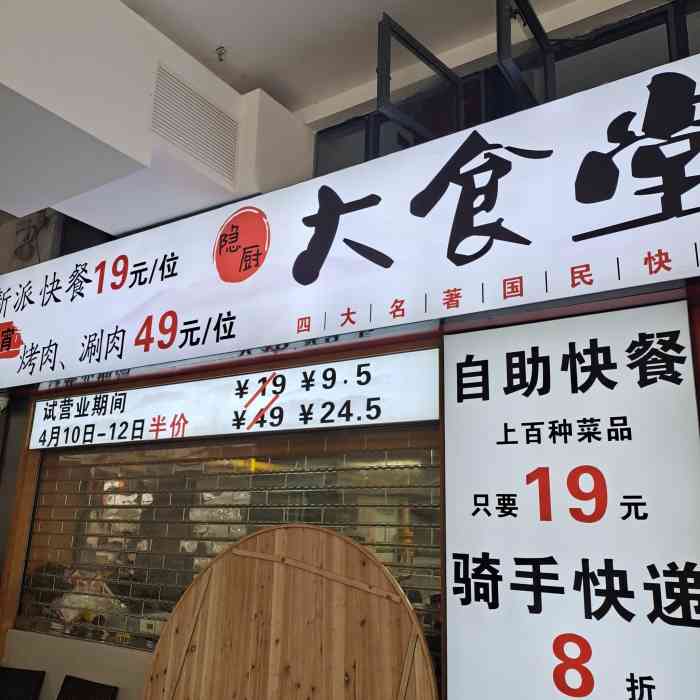 新派快餐19元/位
宵
烤肉、涮肉 49元/位
隐厨
大食堂
四|大|名|著|国|民|快
试营业期间
4月10日-12日半价
¥19 ¥9.5
¥49 ¥24.5
自助快餐
上百种菜品
只要19元
骑手快递
8折